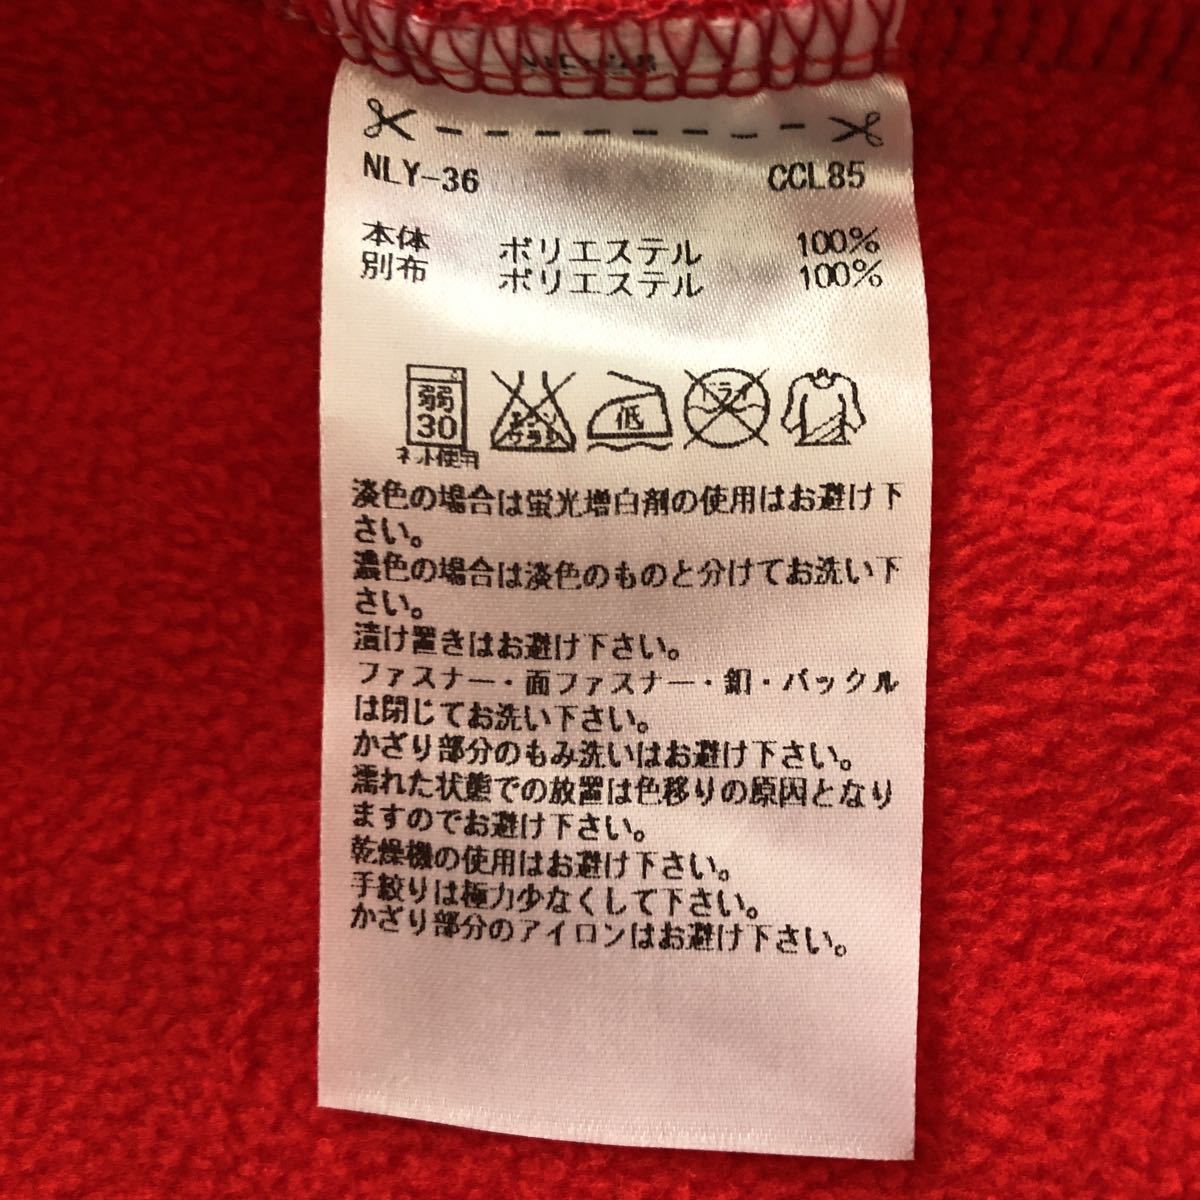 NLY-36 CCL85
本体 ポリエステル 100%
別布 ポリエステル 100%
弱
30
ネット使用
エンソ
サラシ
低
ドライ
淡色の場合は蛍光増白剤の使用はお避け下
さい。
濃色の場合は淡色のものと分けてお洗い下
さい。
漬け置きはお避け下さい。
ファスナー・面ファスナー・釦・バックル
は閉じてお洗い下さい。
かざり部分のもみ洗いはお避け下さい。
濡れた状態での放置は色移りの原因となり
ますのでお避け下さい。
乾燥機の使用はお避け下さい。
手絞りは極力少なくして下さい。
かざり部分のアイロンはお避け下さい。